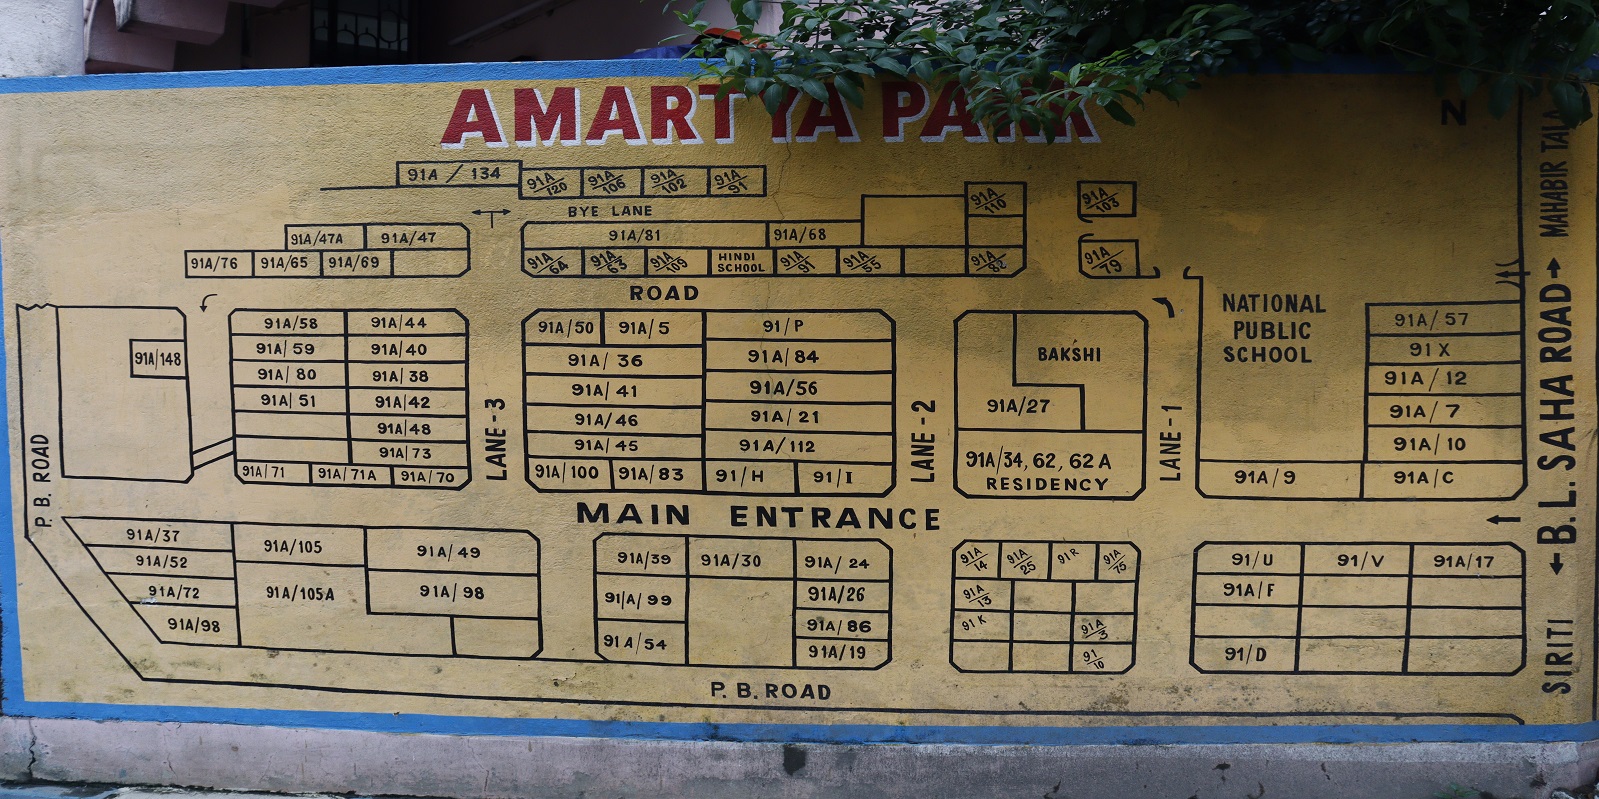 AMARTYA PARK
N
91A / 134
91A/120 91A/106 91A/102 91A/91
91A/110
91A/103
BYE LANE
91A/47A 91A/47
91A/81 91A/68
91A/76 91A/65 91A/69
91A/64 91A/63 91A/109 HINDI SCHOOL 91A/91 91A/55 91A/82
91A/79
ROAD
91A/148
91A/58 91A/44
91A/59 91A/40
91A/80 91A/38
91A/51 91A/42
91A/48
91A/73
91A/71 91A/71A 91A/70
LANE-3
91A/50 91A/5 91/P
91A/36 91A/84
91A/41 91A/56
91A/46 91A/21
91A/45 91A/112
91A/100 91A/83 91/H 91/I
LANE-2
BAKSHI
91A/27
91A/34, 62, 62A
RESIDENCY
LANE-1
NATIONAL
PUBLIC
SCHOOL
91A/57
91 X
91A/12
91A/7
91A/10
91A/9 91A/C
MAHABIR TALA
B. L. SAHA ROAD
SIRITI
P. B. ROAD
MAIN ENTRANCE
91A/37 91A/105 91A/49
91A/52
91A/72 91A/105A 91A/98
91A/98
91A/39 91A/30 91A/24
91/A/99 91A/26
91A/54 91A/86
91A/19
91A/14 91A/25 91 R 91A/75
91A/13
91 K 91A/3
91/10
91/U 91/V 91A/17
91A/F
91/D
P. B. ROAD